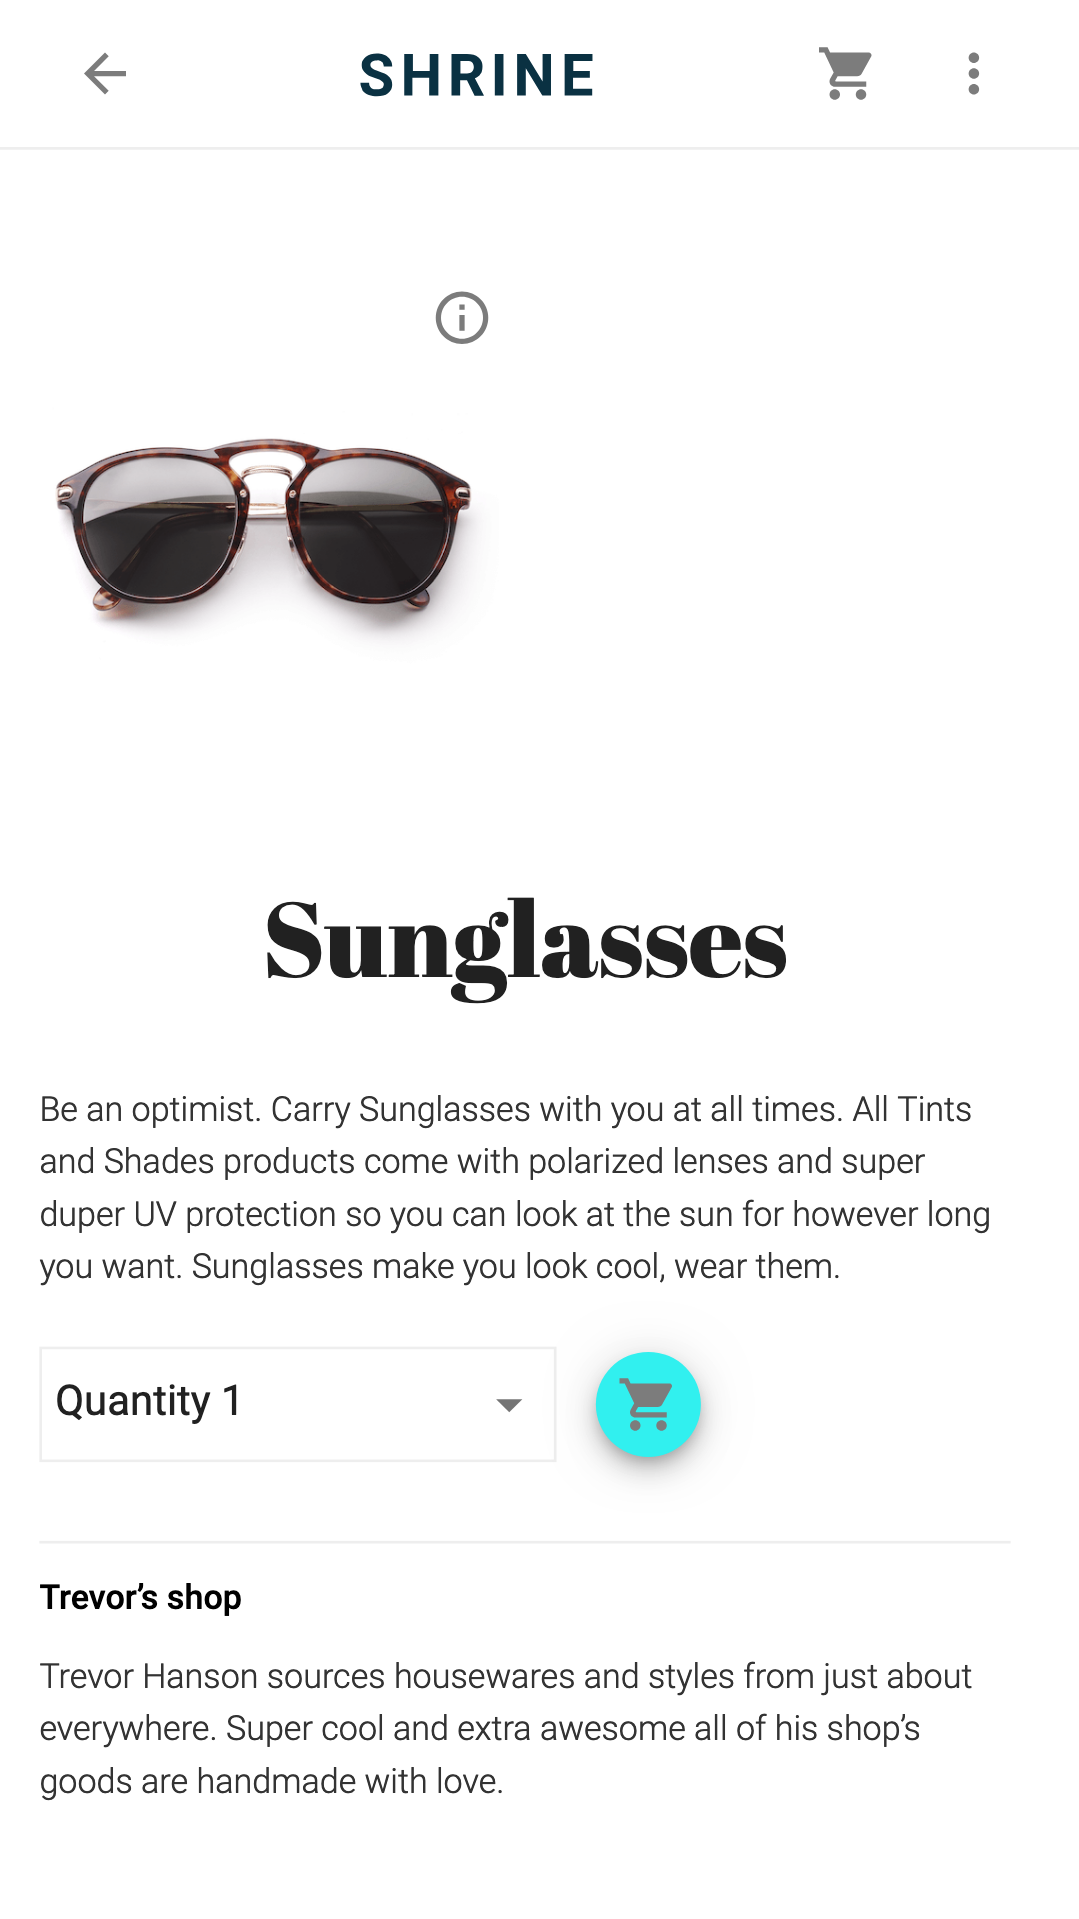 SHRINE
Sunglasses
Be an optimist. Carry Sunglasses with you at all times. All Tints
and Shades products come with polarized lenses and super
duper UV protection so you can look at the sun for however long
you want. Sunglasses make you look cool, wear them.
Quantity 1
Trevor’s shop
Trevor Hanson sources housewares and styles from just about
everywhere. Super cool and extra awesome all of his shop’s
goods are handmade with love.